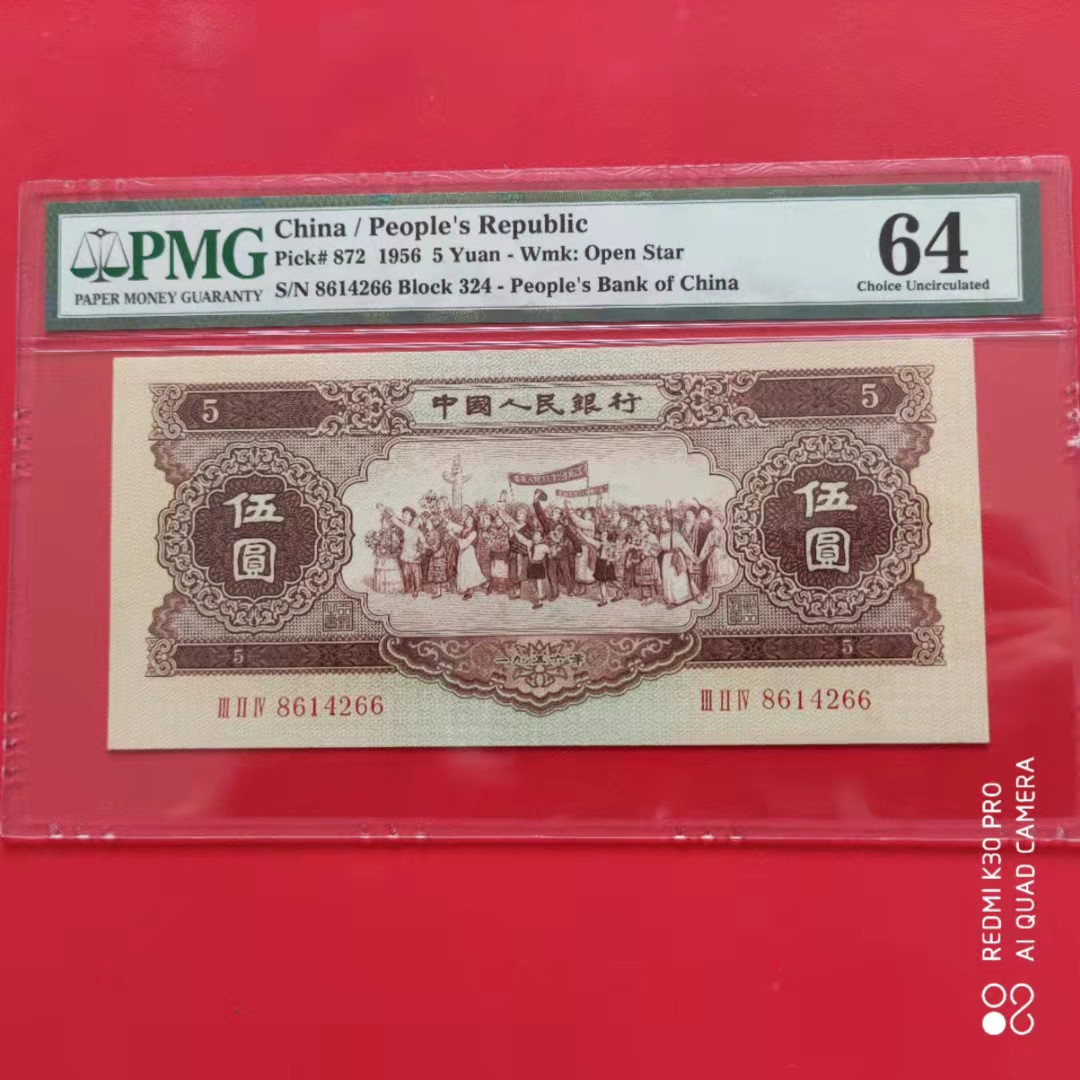 PMG
PAPER MONEY GUARANTY
China / People's Republic
Pick# 872 1956 5 Yuan - Wmk: Open Star
S/N 8614266 Block 324 - People's Bank of China
64
Choice Uncirculated
5 中國人民銀行 5
伍圓 伍圓
5 一九五六年 5
III II IV 8614266 III II IV 8614266
REDMI K30 PRO
AI QUAD CAMERA